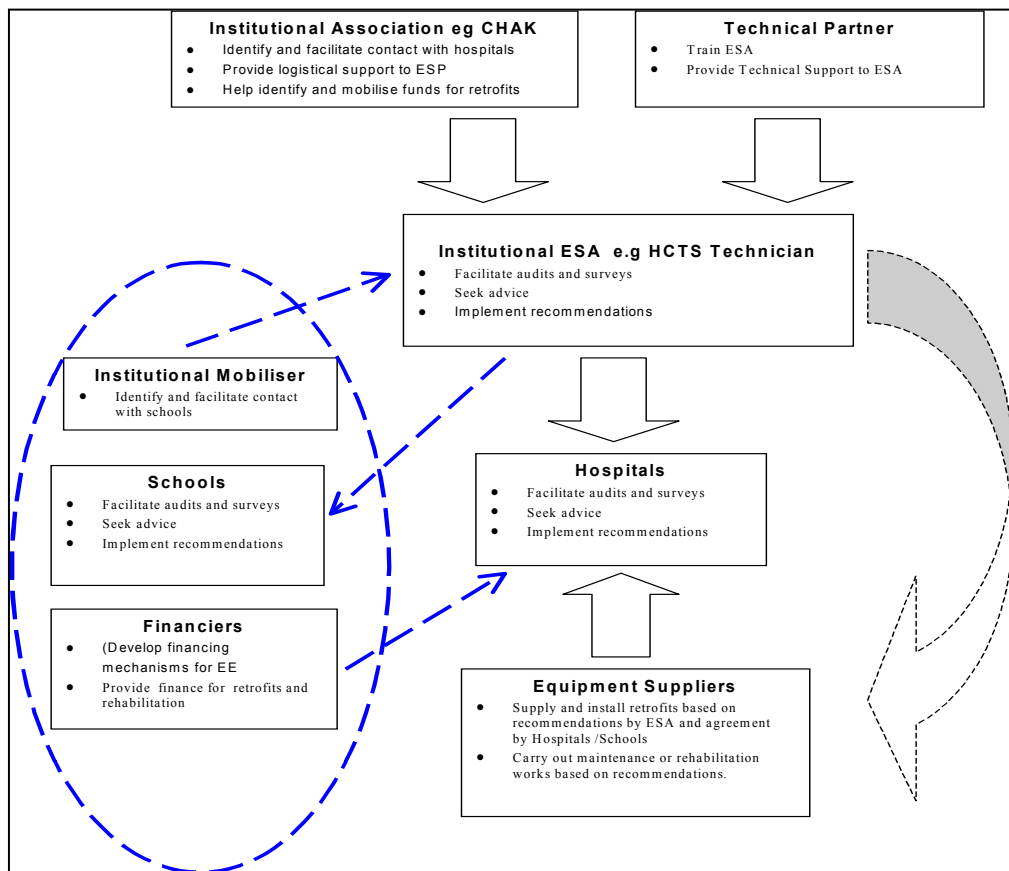 Institutional Association eg CHAK
● Identify and facilitate contact with hospitals
● Provide logistical support to ESP
● Help identify and mobilise funds for retrofits
Technical Partner
● Train ESA
● Provide Technical Support to ESA
Institutional ESA e.g HCTS Technician
● Facilitate audits and surveys
● Seek advice
● Implement recommendations
Institutional Mobiliser
● Identify and facilitate contact
with schools
Schools
● Facilitate audits and surveys
● Seek advice
● Implement recommendations
Hospitals
● Facilitate audits and surveys
● Seek advice
● Implement recommendations
Financiers
● (Develop financing
mechanisms for EE
● Provide finance for retrofits and
rehabilitation
Equipment Suppliers
● Supply and install retrofits based on
recommendations by ESA and agreement
by Hospitals /Schools
● Carry out maintenance or rehabilitation
works based on recommendations.